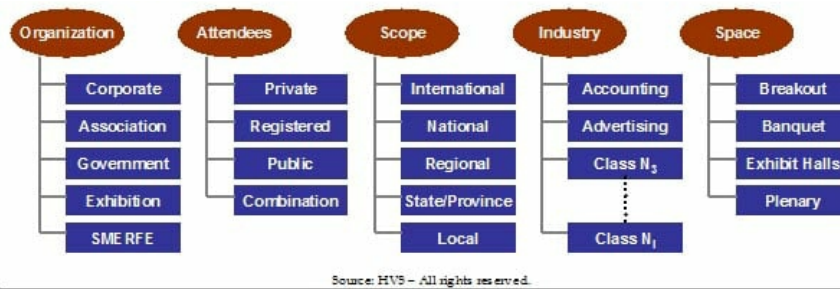 Organization Attendees Scope Industry Space
Corporate Private International Accounting Breakout
Association Registered National Advertising Banquet
Government Public Regional Class N₃ Exhibit Halls
Exhibition Combination State/Province Plenary
SMERFE Local Class N₁
Source: HVS – All rights reserved.